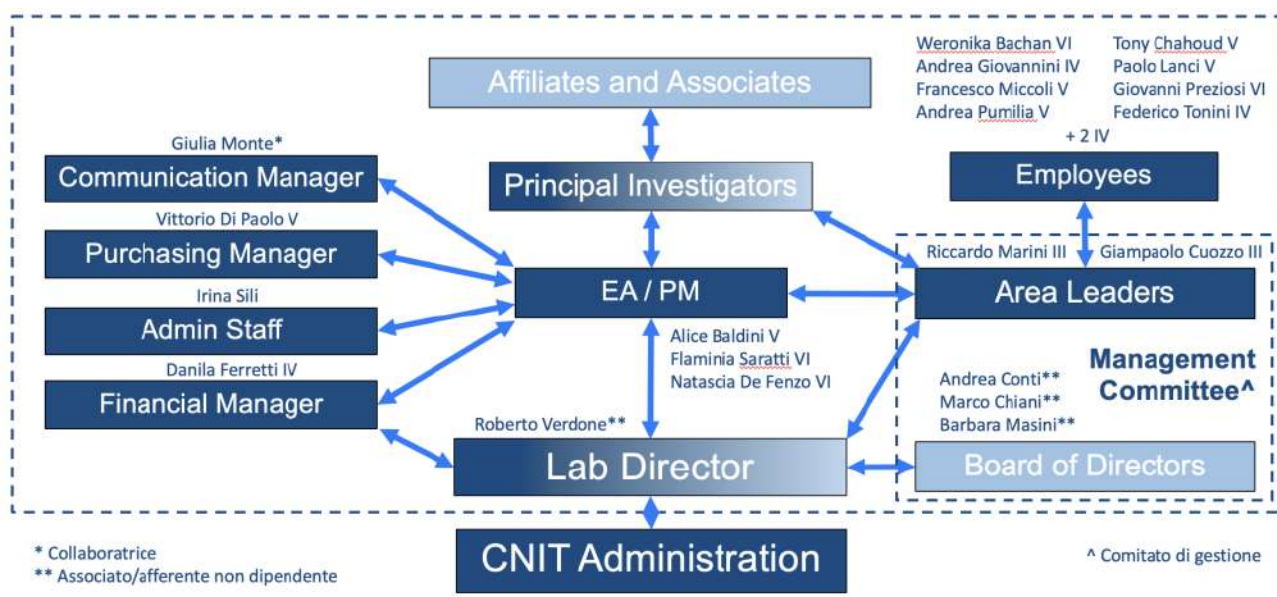 Weronika Bachan VI
Andrea Giovannini IV
Francesco Miccoli V
Andrea Pumilia V
Tony Chahoud V
Paolo Lanci V
Giovanni Preziosi VI
Federico Tonini IV
+ 2 IV
Employees
Affiliates and Associates
Giulia Monte*
Communication Manager
Principal Investigators
Vittorio Di Paolo V
Purchasing Manager
Irina Sili
Admin Staff
Danila Ferretti IV
Financial Manager
EA / PM
Alice Baldini V
Flaminia Saratti VI
Natascia De Fenzo VI
Riccardo Marini III
Giampaolo Cuozzo III
Area Leaders
Management
Committee^
Andrea Conti**
Marco Chiani**
Barbara Masini**
Board of Directors
Roberto Verdone**
Lab Director
CNIT Administration
* Collaboratrice
** Associato/afferente non dipendente
^ Comitato di gestione